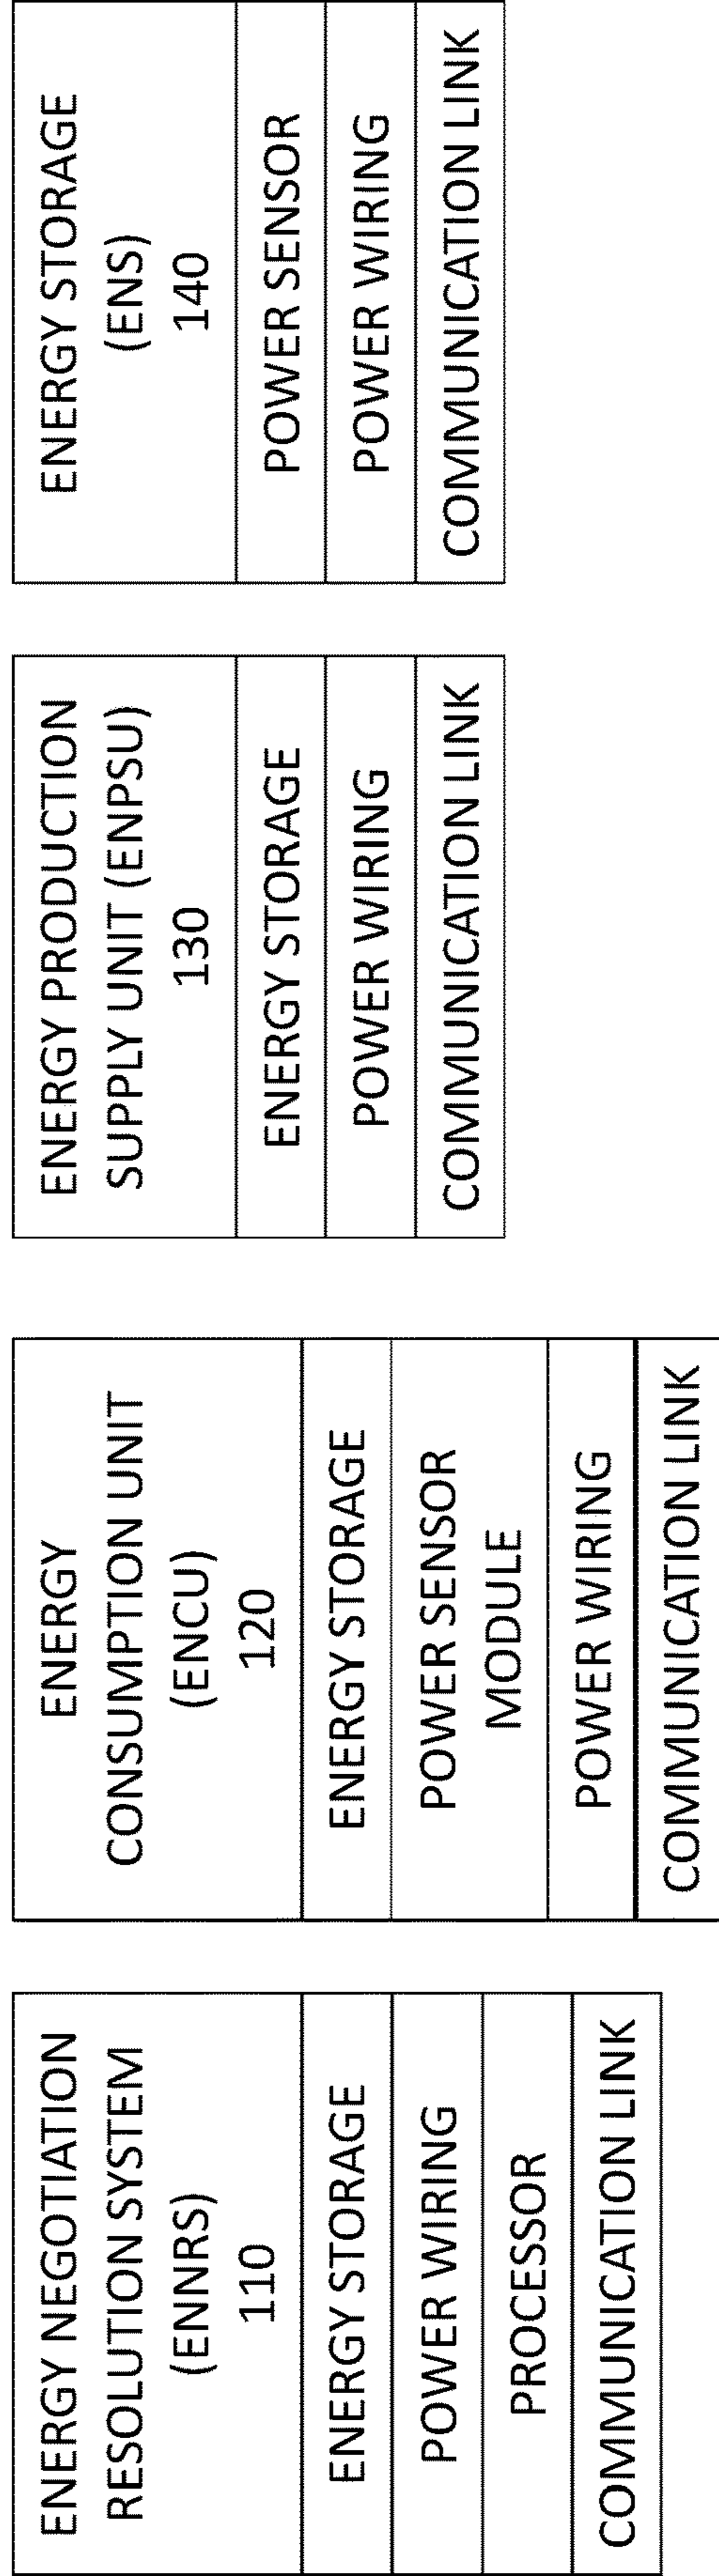 ENERGY NEGOTIATION
RESOLUTION SYSTEM
(ENNRS)
110
ENERGY STORAGE
POWER WIRING
PROCESSOR
COMMUNICATION LINK
ENERGY
CONSUMPTION UNIT
(ENCU)
120
ENERGY STORAGE
POWER SENSOR
MODULE
POWER WIRING
COMMUNICATION LINK
ENERGY PRODUCTION
SUPPLY UNIT (ENPSU)
130
ENERGY STORAGE
POWER WIRING
COMMUNICATION LINK
ENERGY STORAGE
(ENS)
140
POWER SENSOR
POWER WIRING
COMMUNICATION LINK